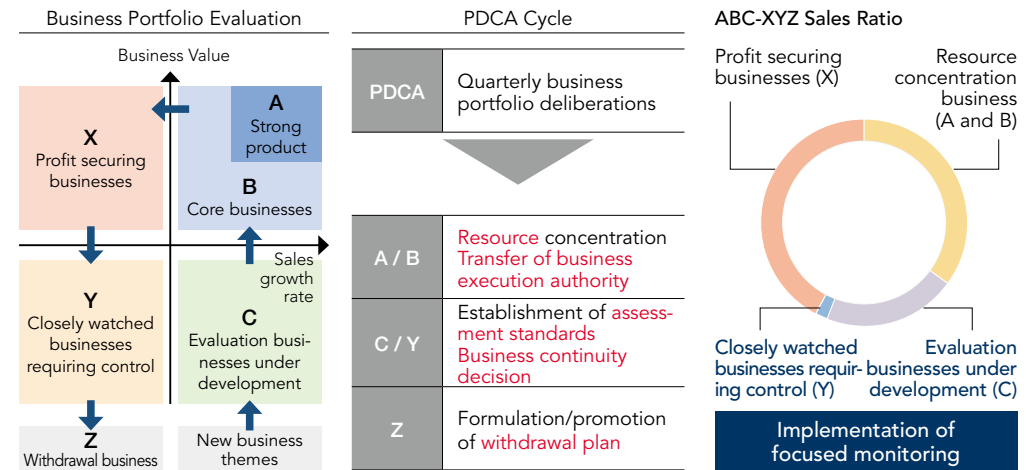 Business Portfolio Evaluation
Business Value
A
Strong
product
X
Profit securing
businesses
B
Core businesses
Sales
growth
rate
Y
Closely watched
businesses
requiring control
C
Evaluation busi-
nesses under
development
Z
Withdrawal business
New business
themes
PDCA Cycle
PDCA
Quarterly business
portfolio deliberations
A / B
Resource concentration
Transfer of business
execution authority
C / Y
Establishment of assess-
ment standards
Business continuity
decision
Z
Formulation/promotion
of withdrawal plan
ABC-XYZ Sales Ratio
Profit securing
businesses (X)
Resource
concentration
business
(A and B)
Closely watched
businesses requir-
ing control (Y)
Evaluation
businesses under
development (C)
Implementation of
focused monitoring